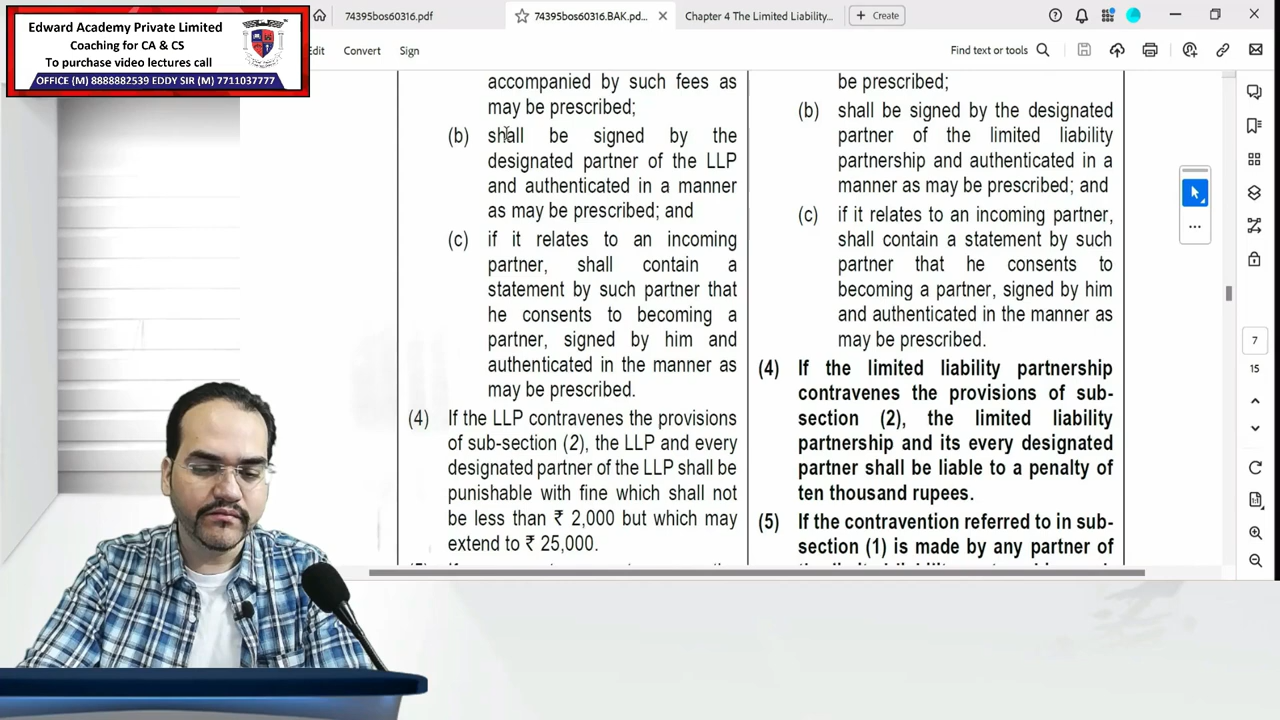 Edward Academy Private Limited
Coaching for CA & CS
To purchase video lectures call
OFFICE (M) 8888882539 EDDY SIR (M) 7711037777
74395bos60316.pdf
74395bos60316.BAK.pd...
Chapter 4 The Limited Liability...
Create
Edit
Convert
Sign
Find text or tools
accompanied by such fees as
may be prescribed;
(b) shall be signed by the
designated partner of the LLP
and authenticated in a manner
as may be prescribed; and
(c) if it relates to an incoming
partner, shall contain a
statement by such partner that
he consents to becoming a
partner, signed by him and
authenticated in the manner as
may be prescribed.
(4) If the LLP contravenes the provisions
of sub-section (2), the LLP and every
designated partner of the LLP shall be
punishable with fine which shall not
be less than ₹ 2,000 but which may
extend to ₹ 25,000.
be prescribed;
(b) shall be signed by the designated
partner of the limited liability
partnership and authenticated in a
manner as may be prescribed; and
(c) if it relates to an incoming partner,
shall contain a statement by such
partner that he consents to
becoming a partner, signed by him
and authenticated in the manner as
may be prescribed.
(4) If the limited liability partnership
contravenes the provisions of sub-
section (2), the limited liability
partnership and its every designated
partner shall be liable to a penalty of
ten thousand rupees.
(5) If the contravention referred to in sub-
section (1) is made by any partner of
7
15